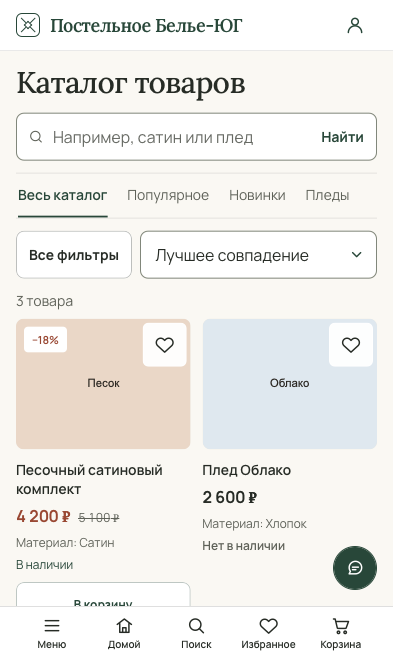 Постельное Белье-ЮГ
Каталог товаров
Например, сатин или плед
Найти
Весь каталог Популярное Новинки Пледы
Все фильтры
Лучшее совпадение
3 товара
−18%
Песок
Облако
Песочный сатиновый
комплект
4 200 ₽ 5 100 ₽
Материал: Сатин
В наличии
В корзину
Плед Облако
2 600 ₽
Материал: Хлопок
Нет в наличии
Меню Домой Поиск Избранное Корзина